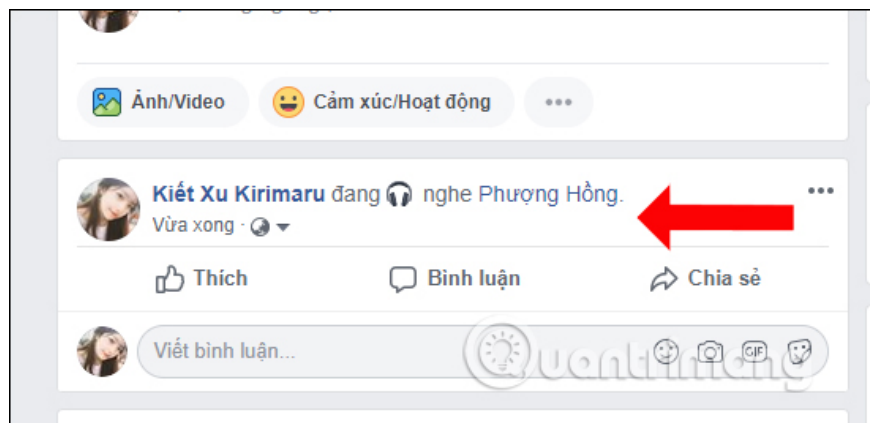 Ảnh/Video Cảm xúc/Hoạt động
Kiết Xu Kirimaru đang nghe Phượng Hồng.
Vừa xong ·
Thích Bình luận Chia sẻ
Viết bình luận... GIF
Quantrimang